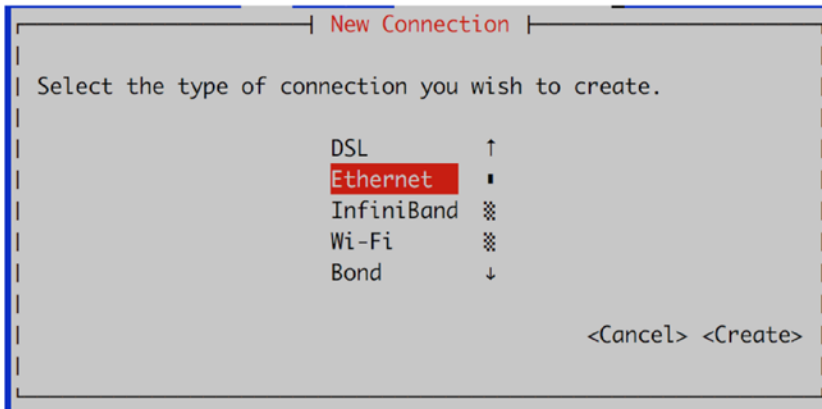 New Connection
Select the type of connection you wish to create.
DSL ↑
Ethernet
InfiniBand
Wi-Fi
Bond ↓
<Cancel> <Create>